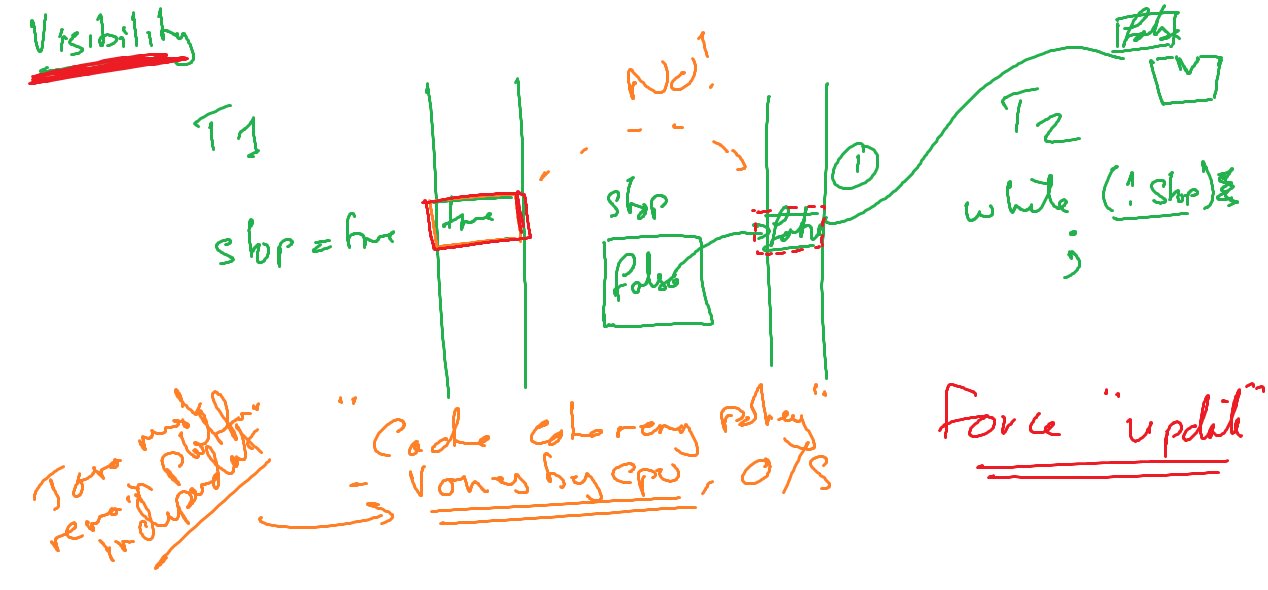 Visibility
False
NO!
T1
T2
①
stop
while (!stop)
;
stop = true
true
False
False
"Cache coherency policy"
- Varies by CPU, O/S
Force "update"
Java must
remain platform
independent